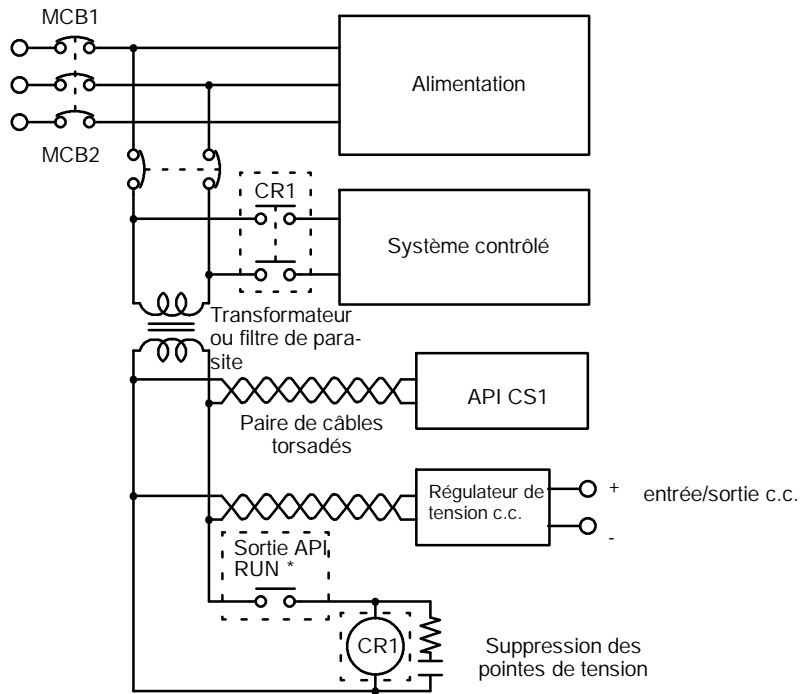 MCB1
Alimentation
MCB2
CR1
Système contrôlé
Transformateur
ou filtre de para-
site
API CS1
Paire de câbles
torsadés
Régulateur de
tension c.c.
+
entrée/sortie c.c.
-
Sortie API
RUN *
CR1
Suppression des
pointes de tension